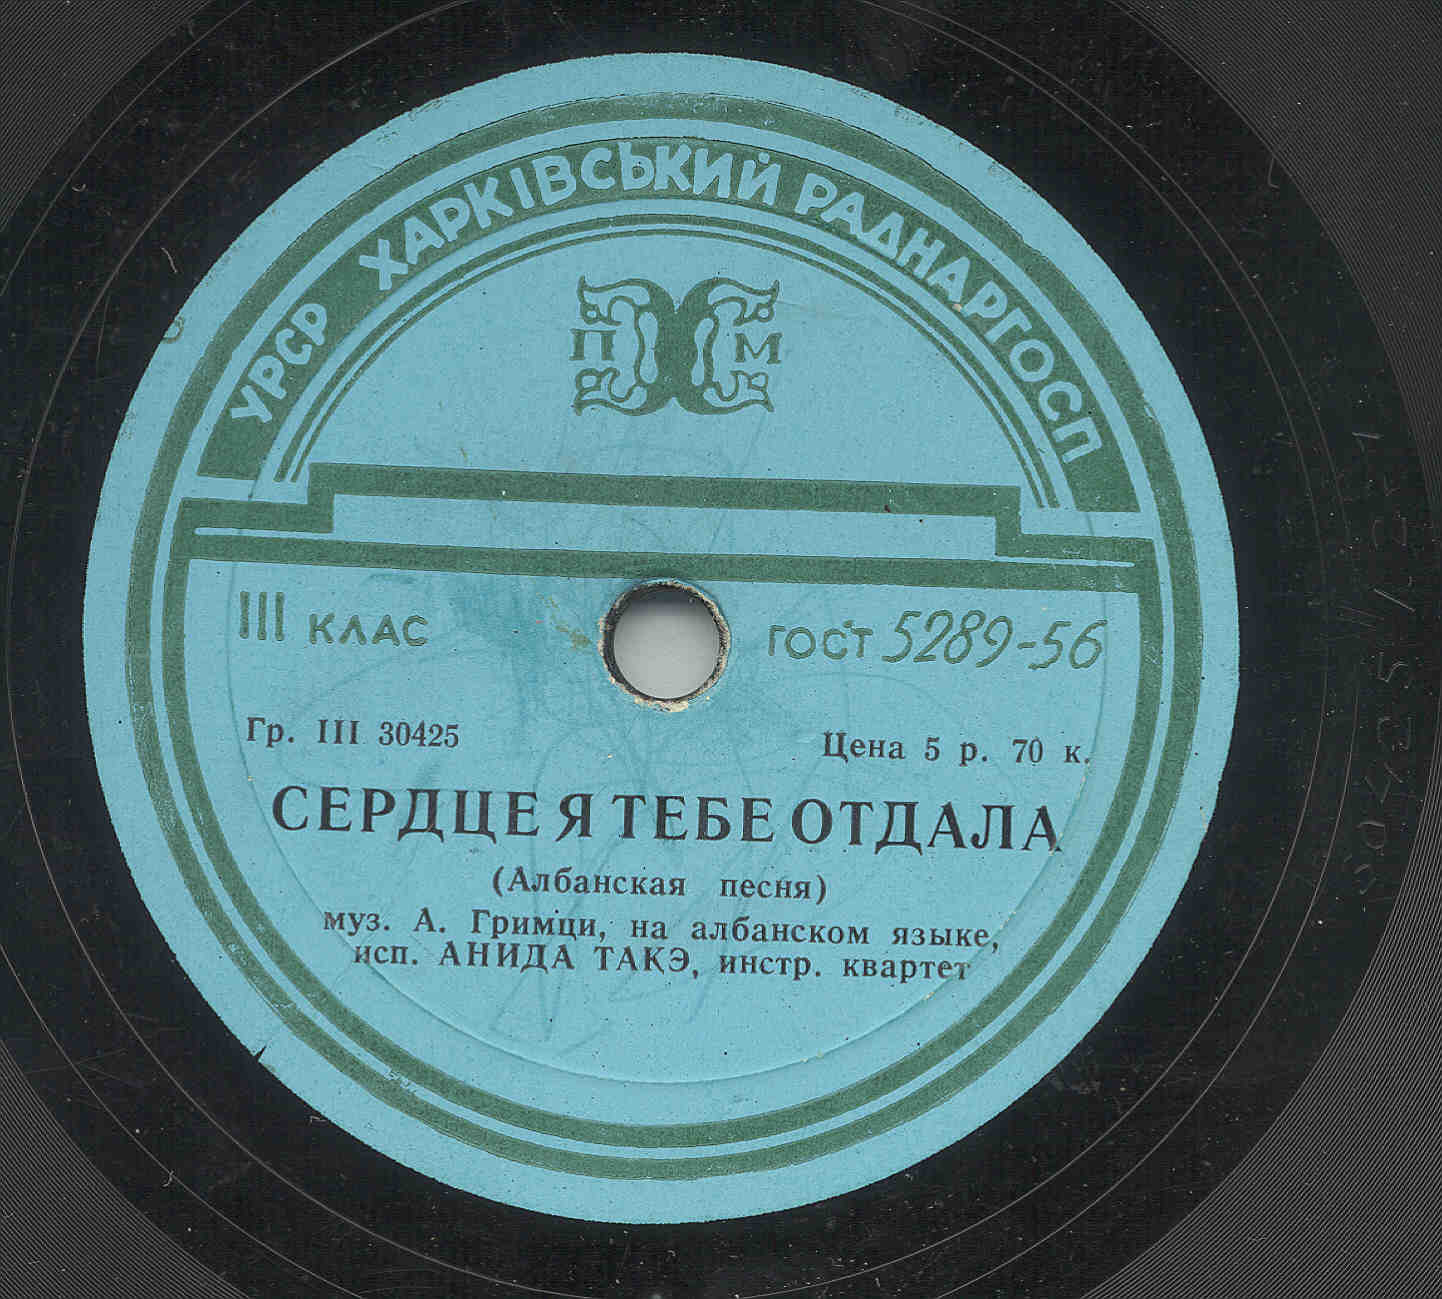 УРСР ХАРКІВСЬКИЙ РАДНАРГОСП
П Х М
III КЛАС ГОСТ 5289-56
Гр. III 30425 Цена 5 р. 70 к.
СЕРДЦЕ Я ТЕБЕ ОТДАЛА
(Албанская песня)
муз. А. Гримци, на албанском языке,
исп. АНИДА ТАКЭ, инстр. квартет